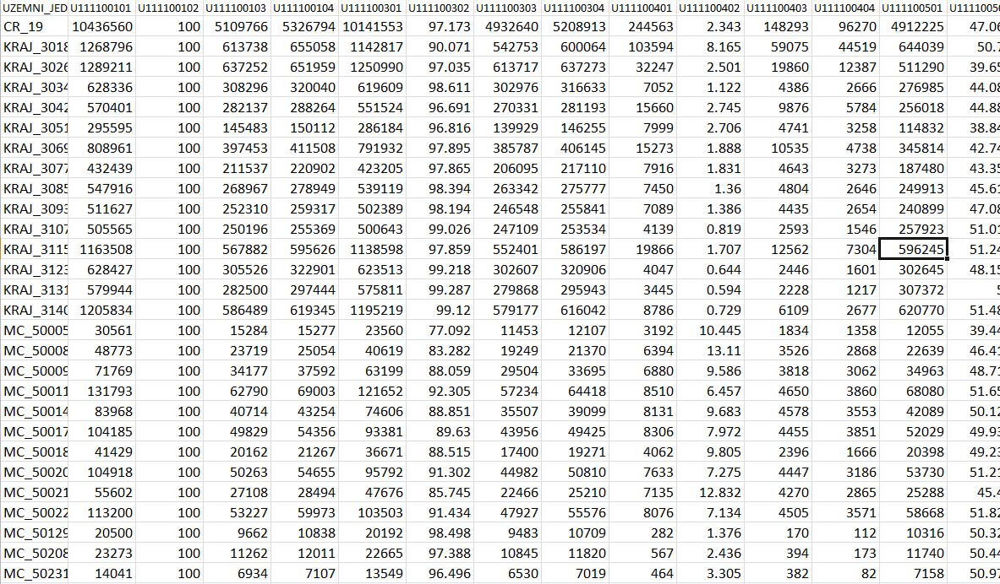 UZEMNI_JED U111100101 U111100102 U111100103 U111100104 U111100301 U111100302 U111100303 U111100304 U111100401 U111100402 U111100403 U111100404 U111100501 U11110050
CR_19 10436560 100 5109766 5326794 10141553 97.173 4932640 5208913 244563 2.343 148293 96270 4912225 47.06
KRAJ_3018 1268796 100 613738 655058 1142817 90.071 542753 600064 103594 8.165 59075 44519 644039 50.7
KRAJ_3026 1289211 100 637252 651959 1250990 97.035 613717 637273 32247 2.501 19860 12387 511290 39.65
KRAJ_3034 628336 100 308296 320040 619609 98.611 302976 316633 7052 1.122 4386 2666 276985 44.08
KRAJ_3042 570401 100 282137 288264 551524 96.691 270331 281193 15660 2.745 9876 5784 256018 44.88
KRAJ_3051 295595 100 145483 150112 286184 96.816 139929 146255 7999 2.706 4741 3258 114832 38.84
KRAJ_3069 808961 100 397453 411508 791932 97.895 385787 406145 15273 1.888 10535 4738 345814 42.74
KRAJ_3077 432439 100 211537 220902 423205 97.865 206095 217110 7916 1.831 4643 3273 187480 43.35
KRAJ_3085 547916 100 268967 278949 539119 98.394 263342 275777 7450 1.36 4804 2646 249913 45.61
KRAJ_3093 511627 100 252310 259317 502389 98.194 246548 255841 7089 1.386 4435 2654 240899 47.08
KRAJ_3107 505565 100 250196 255369 500643 99.026 247109 253534 4139 0.819 2593 1546 257923 51.01
KRAJ_3115 1163508 100 567882 595626 1138598 97.859 552401 586197 19866 1.707 12562 7304 596245 51.24
KRAJ_3123 628427 100 305526 322901 623513 99.218 302607 320906 4047 0.644 2446 1601 302645 48.15
KRAJ_3131 579944 100 282500 297444 575811 99.287 279868 295943 3445 0.594 2228 1217 307372 5
KRAJ_3140 1205834 100 586489 619345 1195219 99.12 579177 616042 8786 0.729 6109 2677 620770 51.48
MC_50005 30561 100 15284 15277 23560 77.092 11453 12107 3192 10.445 1834 1358 12055 39.44
MC_50008 48773 100 23719 25054 40619 83.282 19249 21370 6394 13.11 3526 2868 22639 46.41
MC_50009 71769 100 34177 37592 63199 88.059 29504 33695 6880 9.586 3818 3062 34963 48.71
MC_50011 131793 100 62790 69003 121652 92.305 57234 64418 8510 6.457 4650 3860 68080 51.65
MC_50014 83968 100 40714 43254 74606 88.851 35507 39099 8131 9.683 4578 3553 42089 50.12
MC_50017 104185 100 49829 54356 93381 89.63 43956 49425 8306 7.972 4455 3851 52029 49.93
MC_50018 41429 100 20162 21267 36671 88.515 17400 19271 4062 9.805 2396 1666 20398 49.23
MC_50020 104918 100 50263 54655 95792 91.302 44982 50810 7633 7.275 4447 3186 53730 51.21
MC_50021 55602 100 27108 28494 47676 85.745 22466 25210 7135 12.832 4270 2865 25288 45.4
MC_50022 113200 100 53227 59973 103503 91.434 47927 55576 8076 7.134 4505 3571 58668 51.82
MC_50129 20500 100 9662 10838 20192 98.498 9483 10709 282 1.376 170 112 10316 50.32
MC_50208 23273 100 11262 12011 22665 97.388 10845 11820 567 2.436 394 173 11740 50.44
MC_50231 14041 100 6934 7107 13549 96.496 6530 7019 464 3.305 382 82 7158 50.97